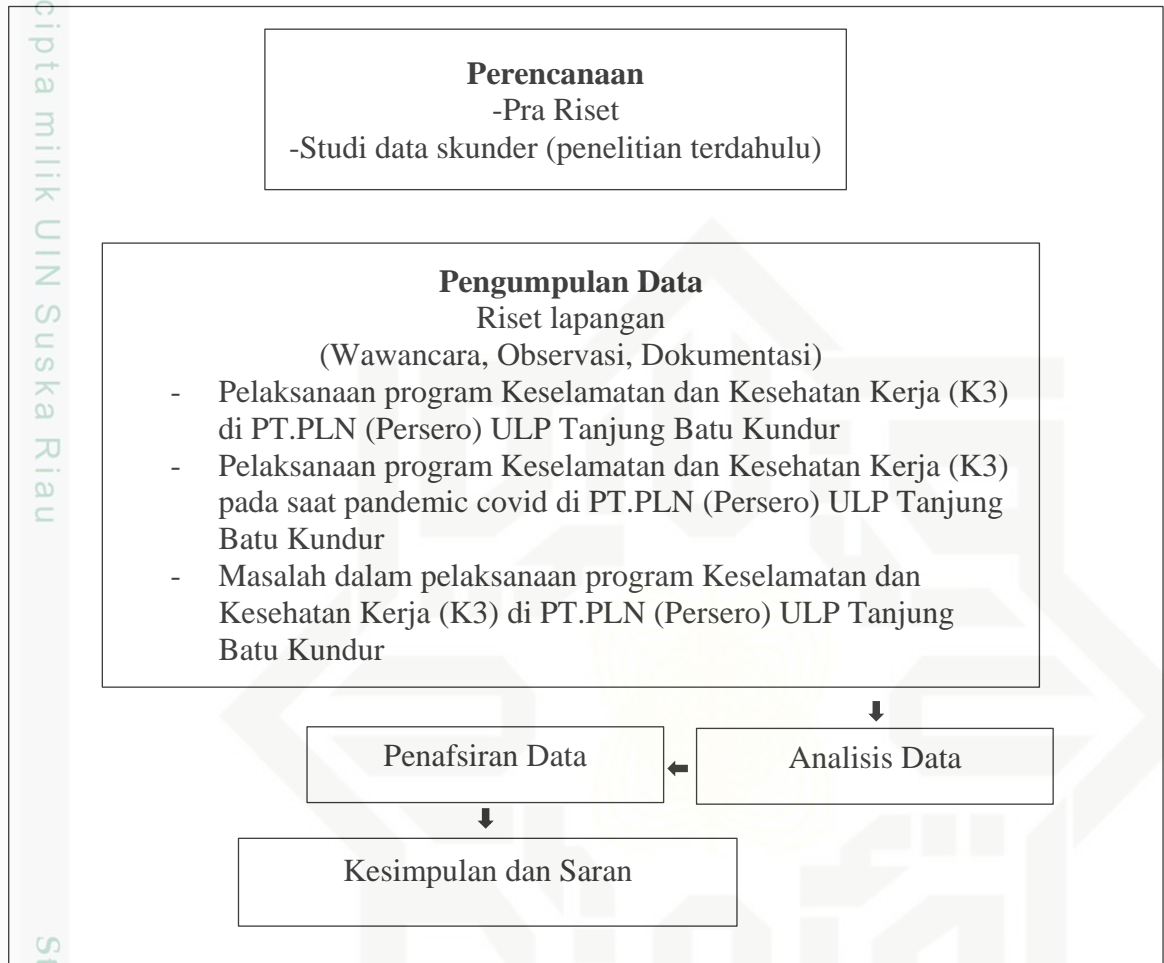 cipta milik UIN Suska Riau
Perencanaan
-Pra Riset
-Studi data skunder (penelitian terdahulu)
Pengumpulan Data
Riset lapangan
(Wawancara, Observasi, Dokumentasi)
- Pelaksanaan program Keselamatan dan Kesehatan Kerja (K3)
di PT.PLN (Persero) ULP Tanjung Batu Kundur
- Pelaksanaan program Keselamatan dan Kesehatan Kerja (K3)
pada saat pandemic covid di PT.PLN (Persero) ULP Tanjung
Batu Kundur
- Masalah dalam pelaksanaan program Keselamatan dan
Kesehatan Kerja (K3) di PT.PLN (Persero) ULP Tanjung
Batu Kundur
Penafsiran Data
Analisis Data
Kesimpulan dan Saran